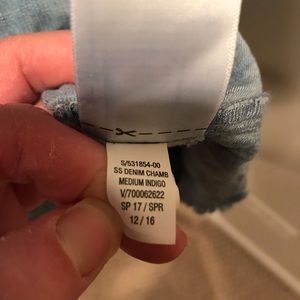 S/531854-00
SS DENIM CHAMB
MEDIUM INDIGO
V/700062622
SP 17 / SPR
12 / 16